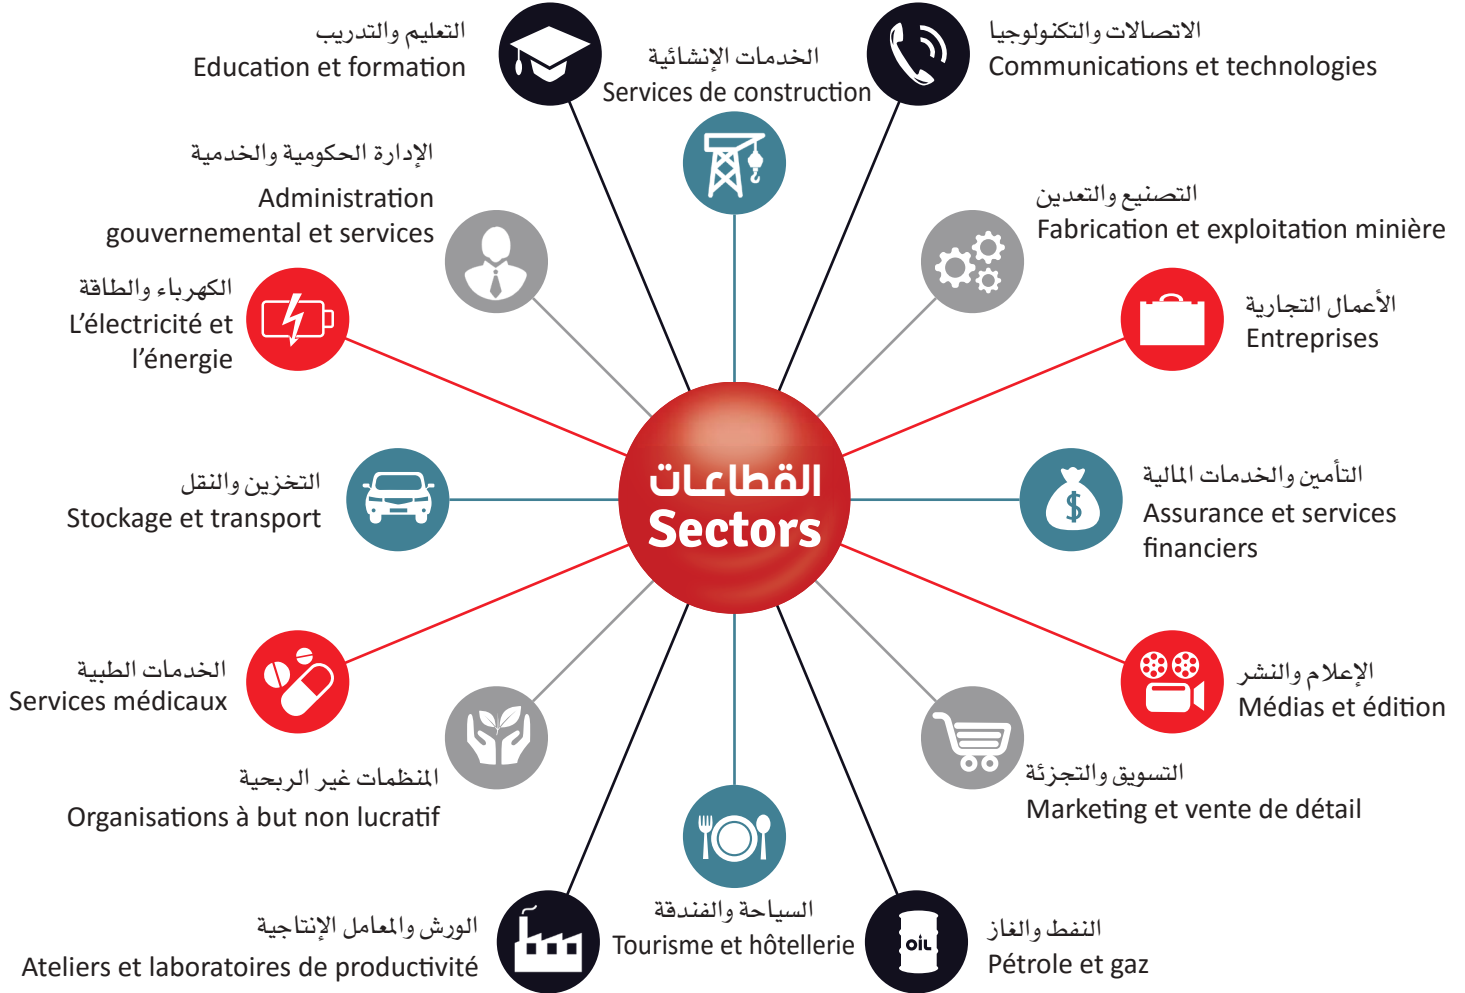 التعليم والتدريب
Education et formation
الخدمات الإنشائية
Services de construction
الاتصالات والتكنولوجيا
Communications et technologies
الإدارة الحكومية والخدمية
Administration
gouvernemental et services
التصنيع والتعدين
Fabrication et exploitation minière
الكهرباء والطاقة
L’électricité et
l’énergie
الأعمال التجارية
Entreprises
التخزين والنقل
Stockage et transport
القطاعات
Sectors
التأمين والخدمات المالية
Assurance et services
financiers
$
الخدمات الطبية
Services médicaux
الإعلام والنشر
Médias et édition
المنظمات غير الربحية
Organisations à but non lucratif
التسويق والتجزئة
Marketing et vente de détail
الورش والمعامل الإنتاجية
Ateliers et laboratoires de productivité
السياحة والفندقة
Tourisme et hôtellerie
OIL
النفط والغاز
Pétrole et gaz